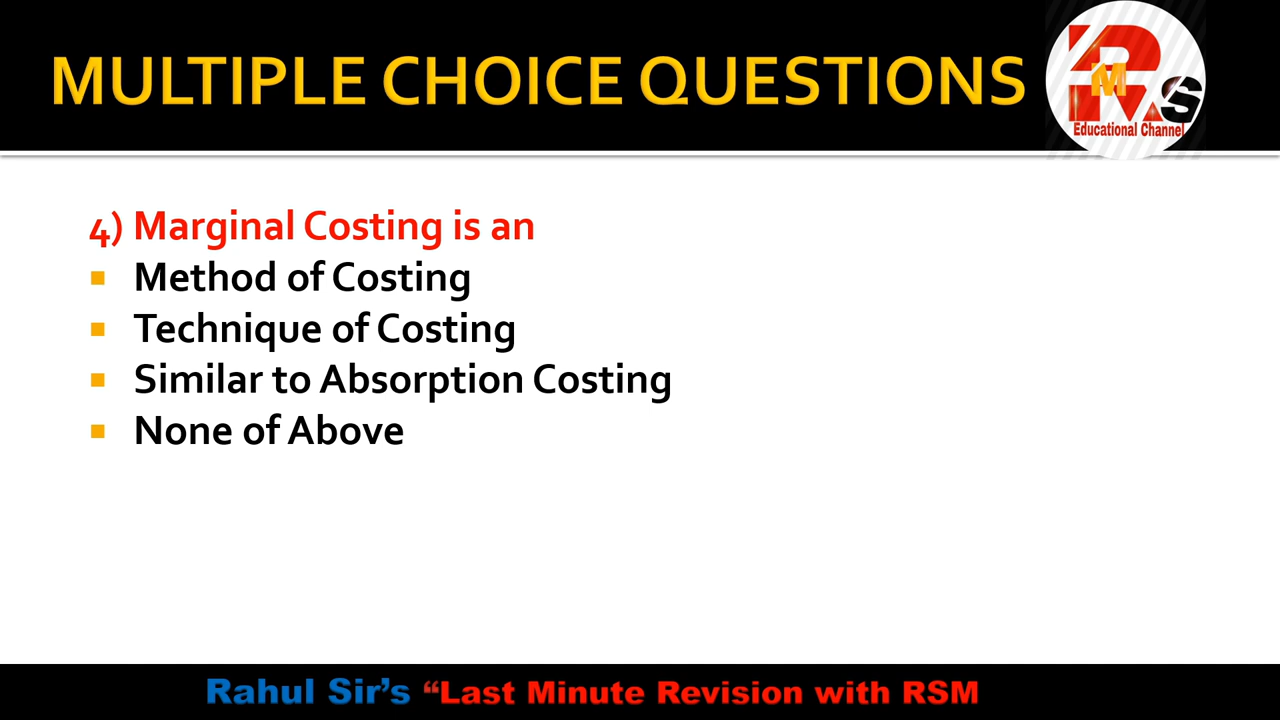 MULTIPLE CHOICE QUESTIONS
RMS
Educational Channel
4) Marginal Costing is an
▪ Method of Costing
▪ Technique of Costing
▪ Similar to Absorption Costing
▪ None of Above
Rahul Sir’s “Last Minute Revision with RSM